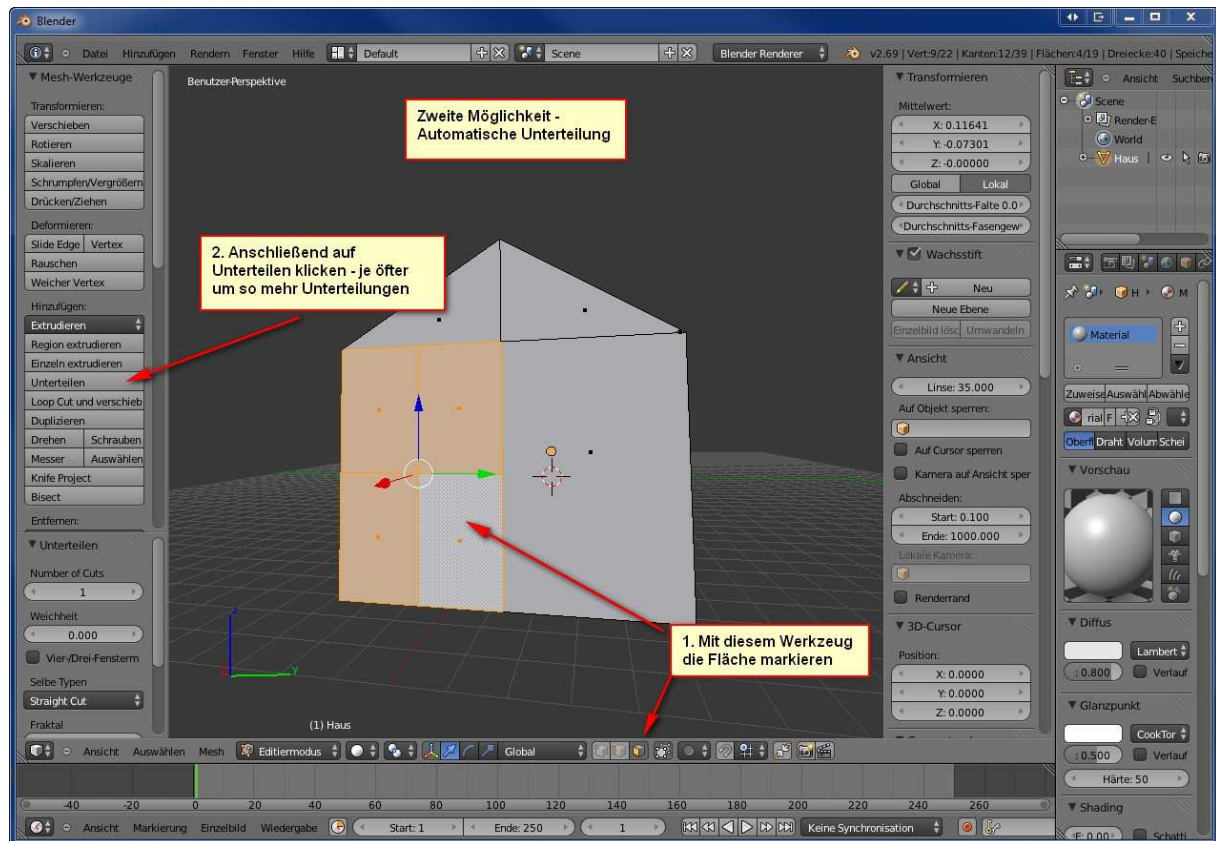 Blender
Datei Hinzufügen Rendern Fenster Hilfe Default Scene Blender Renderer v2.69 | Vert:9/22 | Kanten:12/39 | Flächen:4/19 | Dreiecke:40 | Speiche
Mesh-Werkzeuge
Transformieren:
Verschieben
Rotieren
Skalieren
Schrumpfen/Vergrößern
Drücken/Ziehen
Deformieren:
Slide Edge Vertex
Rauschen
Weicher Vertex
Hinzufügen:
Extrudieren
Region extrudieren
Einzeln extrudieren
Unterteilen
Loop Cut und verschieb
Duplizieren
Drehen Schrauben
Messer Auswählen
Knife Project
Bisect
Entfernen:
Unterteilen
Number of Cuts
1
Weichheit
0.000
Vier-/Drei-Fensterm
Selbe Typen
Straight Cut
Fraktal
Benutzer-Perspektive
Zweite Möglichkeit -
Automatische Unterteilung
2. Anschließend auf
Unterteilen klicken - je öfter
um so mehr Unterteilungen
1. Mit diesem Werkzeug
die Fläche markieren
z
y
(1) Haus
Transformieren
Mittelwert:
X: 0.11641
Y: -0.07301
Z: -0.00000
Global Lokal
Durchschnitts-Falte 0.0
Durchschnitts-Fasengew
Wachsstift
Neu
Neue Ebene
Einzelbild lösc Umwandeln
Ansicht
Linse: 35.000
Auf Objekt sperren:
Auf Cursor sperren
Kamera auf Ansicht sper
Abschneiden:
Start: 0.100
Ende: 1000.000
Lokale Kamera:
Renderrand
3D-Cursor
Position:
X: 0.0000
Y: 0.0000
Z: 0.0000
Ansicht Suchber
Scene
Render-E
World
Haus
H M
Material
Zuweise Auswähl Abwähle
rial F
Oberfl Draht Volum Schei
Vorschau
Diffus
Lambert
: 0.800 Verlauf
Glanzpunkt
CookTor
: 0.500 Verlauf
Härte: 50
Shading
Schatti
Ansicht Auswählen Mesh Editiermodus Global
-40 -20 0 20 40 60 80 100 120 140 160 180 200 220 240 260
Ansicht Markierung Einzelbild Wiedergabe Start: 1 Ende: 250 1 Keine Synchronisation